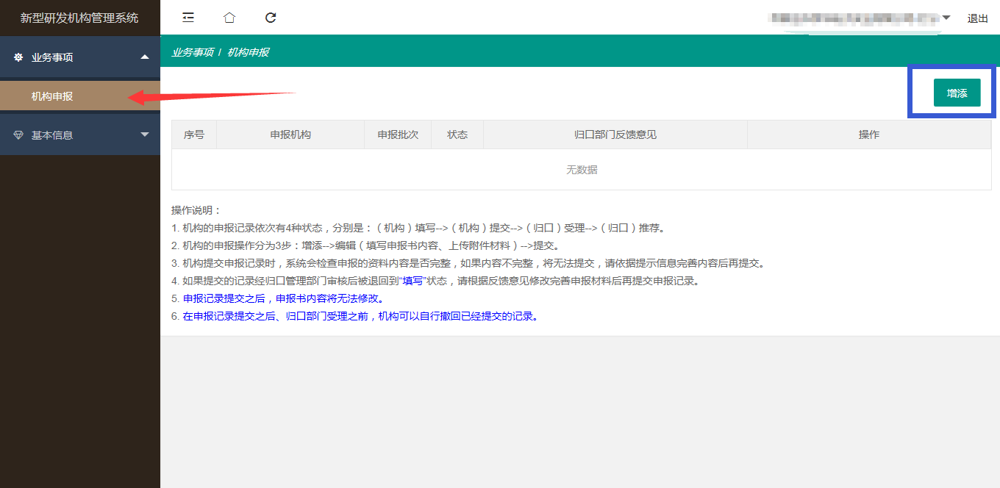 新型研发机构管理系统
退出
业务事项
机构申报
基本信息
业务事项 / 机构申报
增添
序号 申报机构 申报批次 状态 归口部门反馈意见 操作
无数据
操作说明：
1. 机构的申报记录依次有4种状态，分别是：（机构）填写-->（机构）提交-->（归口）受理-->（归口）推荐。
2. 机构的申报操作分为3步：增添-->编辑（填写申报书内容、上传附件材料）-->提交。
3. 机构提交申报记录时，系统会检查申报的资料内容是否完整，如果内容不完整，将无法提交，请依据提示信息完善内容后再提交。
4. 如果提交的记录经归口管理部门审核后被退回到“填写”状态，请根据反馈意见修改完善申报材料后再提交申报记录。
5. 申报记录提交之后，申报书内容将无法修改。
6. 在申报记录提交之后、归口部门受理之前，机构可以自行撤回已经提交的记录。